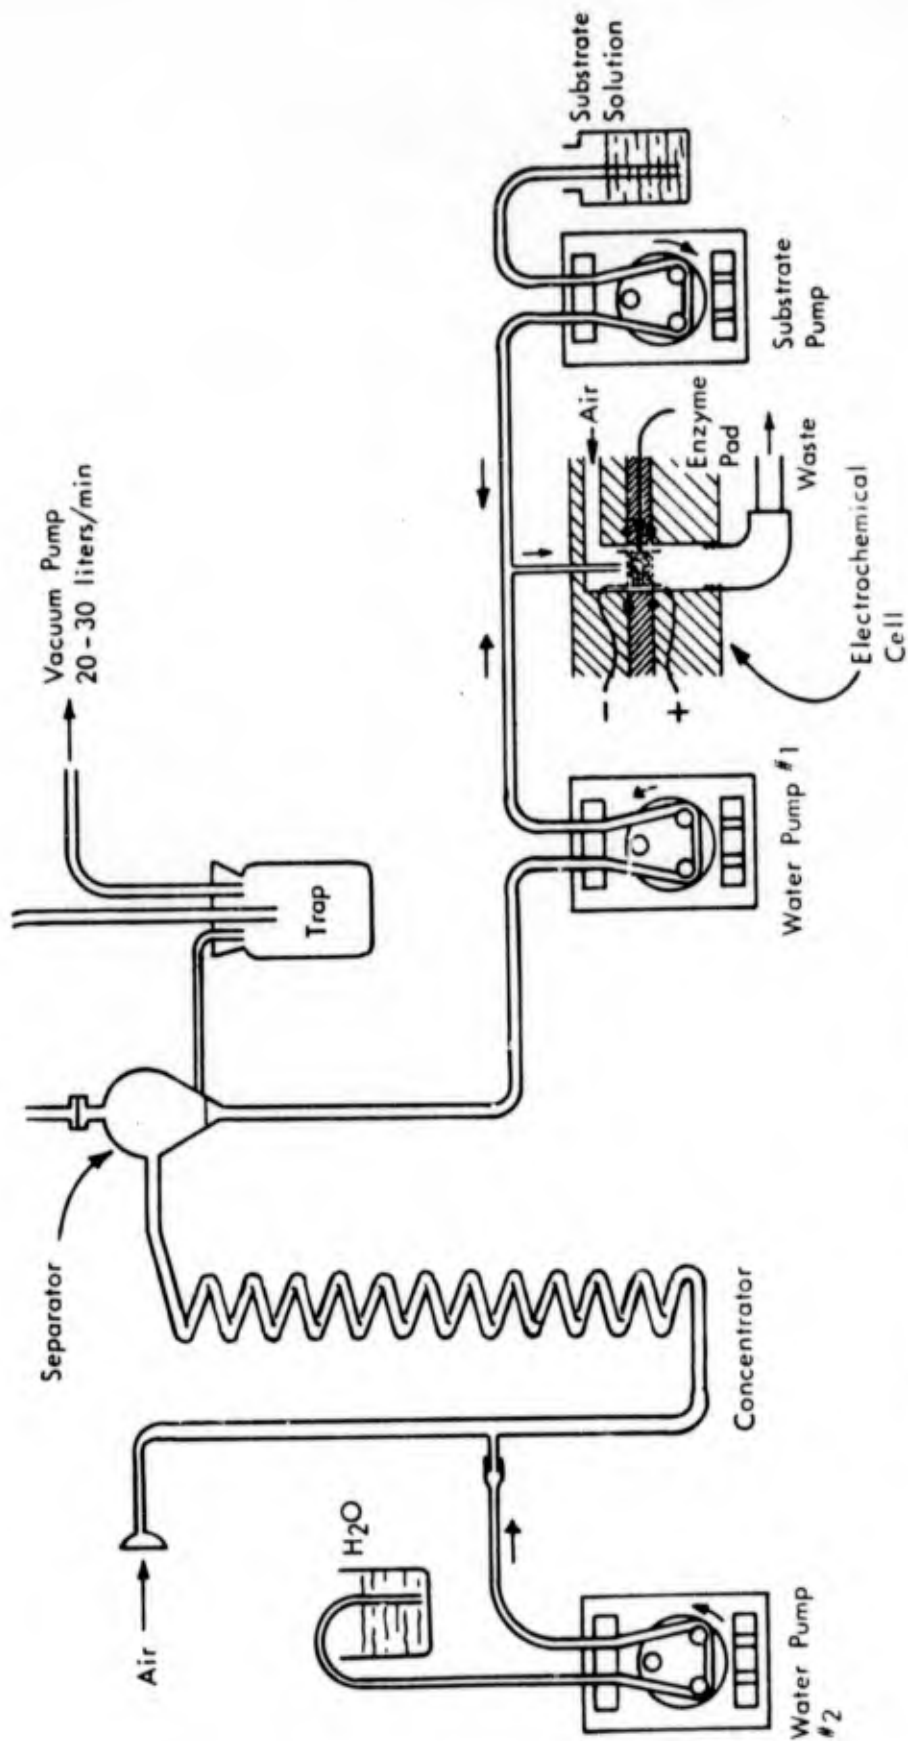 Vacuum Pump
20-30 liters/min
Separator
Trap
Air
H2O
Substrate
Solution
Air
Enzyme
Pad
Waste
Concentrator
Water Pump
#2
Water Pump #1
-
+
Electrochemical
Cell
Substrate
Pump